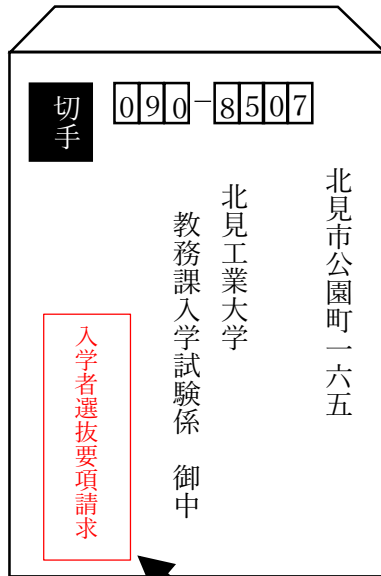 切手
090-8507
北見市公園町一六五
北見工業大学
教務課入学試験係 御中
入学者選抜要項請求